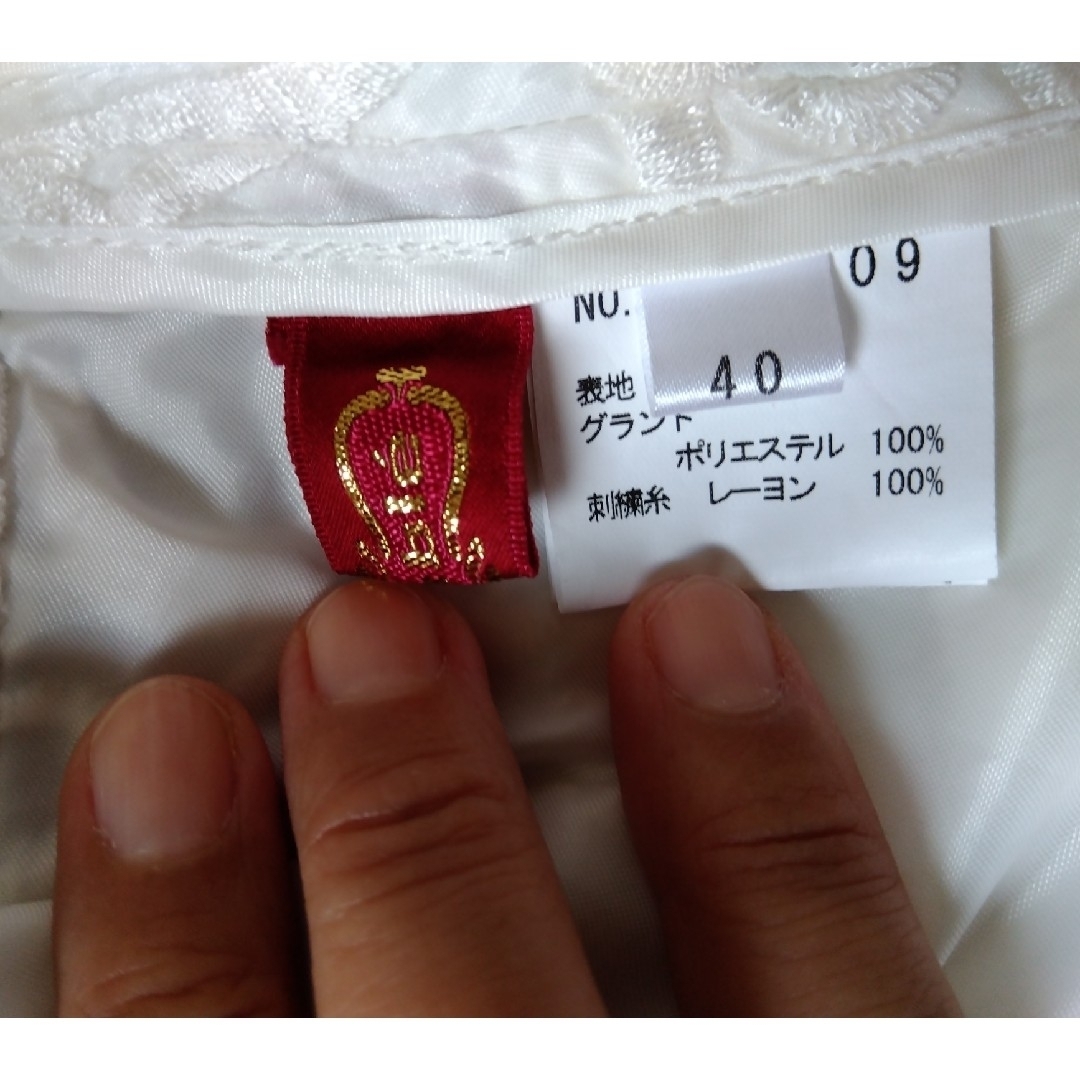 NO. 09
40
表地
グランド
ポリエステル 100%
刺繍糸 レーヨン 100%